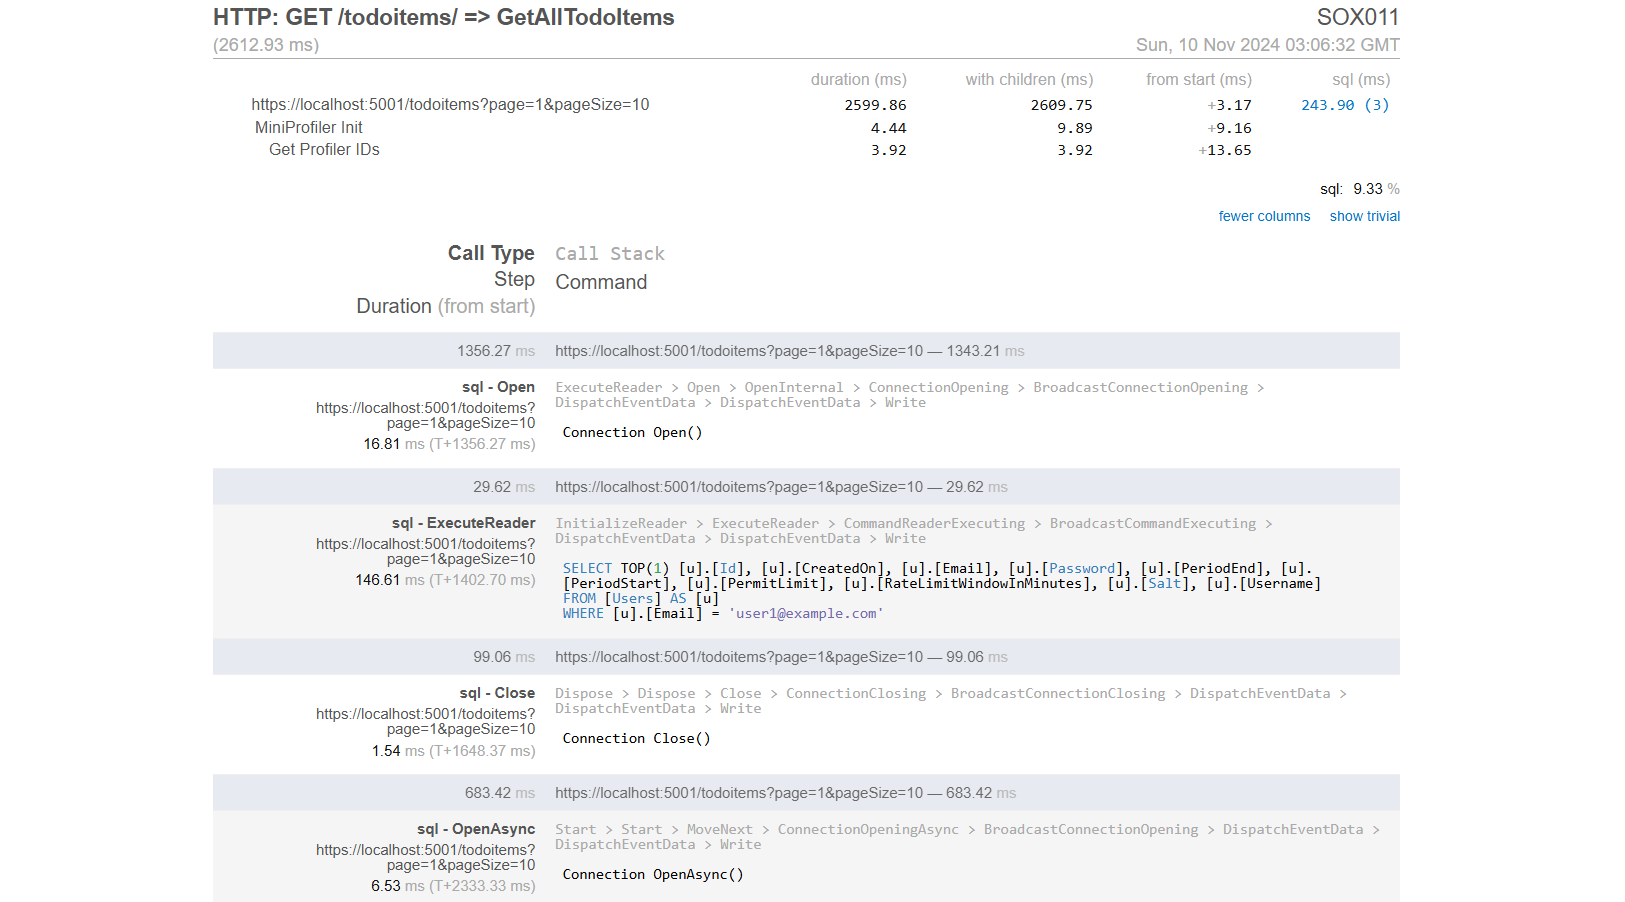 HTTP: GET /todoitems/ => GetAllTodoItems
SOX011
(2612.93 ms)
Sun, 10 Nov 2024 03:06:32 GMT
duration (ms) with children (ms) from start (ms) sql (ms)
https://localhost:5001/todoitems?page=1&pageSize=10 2599.86 2609.75 +3.17 243.90 (3)
MiniProfiler Init 4.44 9.89 +9.16
Get Profiler IDs 3.92 3.92 +13.65
sql: 9.33 %
fewer columns show trivial
Call Type
Step
Duration (from start)
Call Stack
Command
1356.27 ms https://localhost:5001/todoitems?page=1&pageSize=10 — 1343.21 ms
sql - Open
https://localhost:5001/todoitems?
page=1&pageSize=10
16.81 ms (T+1356.27 ms)
ExecuteReader > Open > OpenInternal > ConnectionOpening > BroadcastConnectionOpening >
DispatchEventData > DispatchEventData > Write
Connection Open()
29.62 ms https://localhost:5001/todoitems?page=1&pageSize=10 — 29.62 ms
sql - ExecuteReader
https://localhost:5001/todoitems?
page=1&pageSize=10
146.61 ms (T+1402.70 ms)
InitializeReader > ExecuteReader > CommandReaderExecuting > BroadcastCommandExecuting >
DispatchEventData > DispatchEventData > Write
SELECT TOP(1) [u].[Id], [u].[CreatedOn], [u].[Email], [u].[Password], [u].[PeriodEnd], [u].
[PeriodStart], [u].[PermitLimit], [u].[RateLimitWindowInMinutes], [u].[Salt], [u].[Username]
FROM [Users] AS [u]
WHERE [u].[Email] = 'user1@example.com'
99.06 ms https://localhost:5001/todoitems?page=1&pageSize=10 — 99.06 ms
sql - Close
https://localhost:5001/todoitems?
page=1&pageSize=10
1.54 ms (T+1648.37 ms)
Dispose > Dispose > Close > ConnectionClosing > BroadcastConnectionClosing > DispatchEventData >
DispatchEventData > Write
Connection Close()
683.42 ms https://localhost:5001/todoitems?page=1&pageSize=10 — 683.42 ms
sql - OpenAsync
https://localhost:5001/todoitems?
page=1&pageSize=10
6.53 ms (T+2333.33 ms)
Start > Start > MoveNext > ConnectionOpeningAsync > BroadcastConnectionOpening > DispatchEventData >
DispatchEventData > Write
Connection OpenAsync()